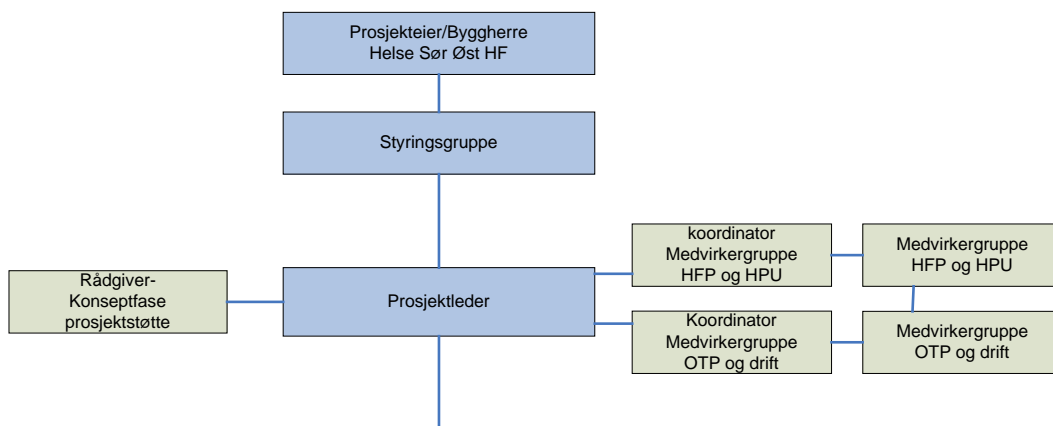 Prosjekteier/Byggherre
Helse Sør Øst HF
Styringsgruppe
koordinator
Medvirkergruppe
HFP og HPU
Medvirkergruppe
HFP og HPU
Rådgiver-
Konseptfase
prosjektstøtte
Prosjektleder
Koordinator
Medvirkergruppe
OTP og drift
Medvirkergruppe
OTP og drift